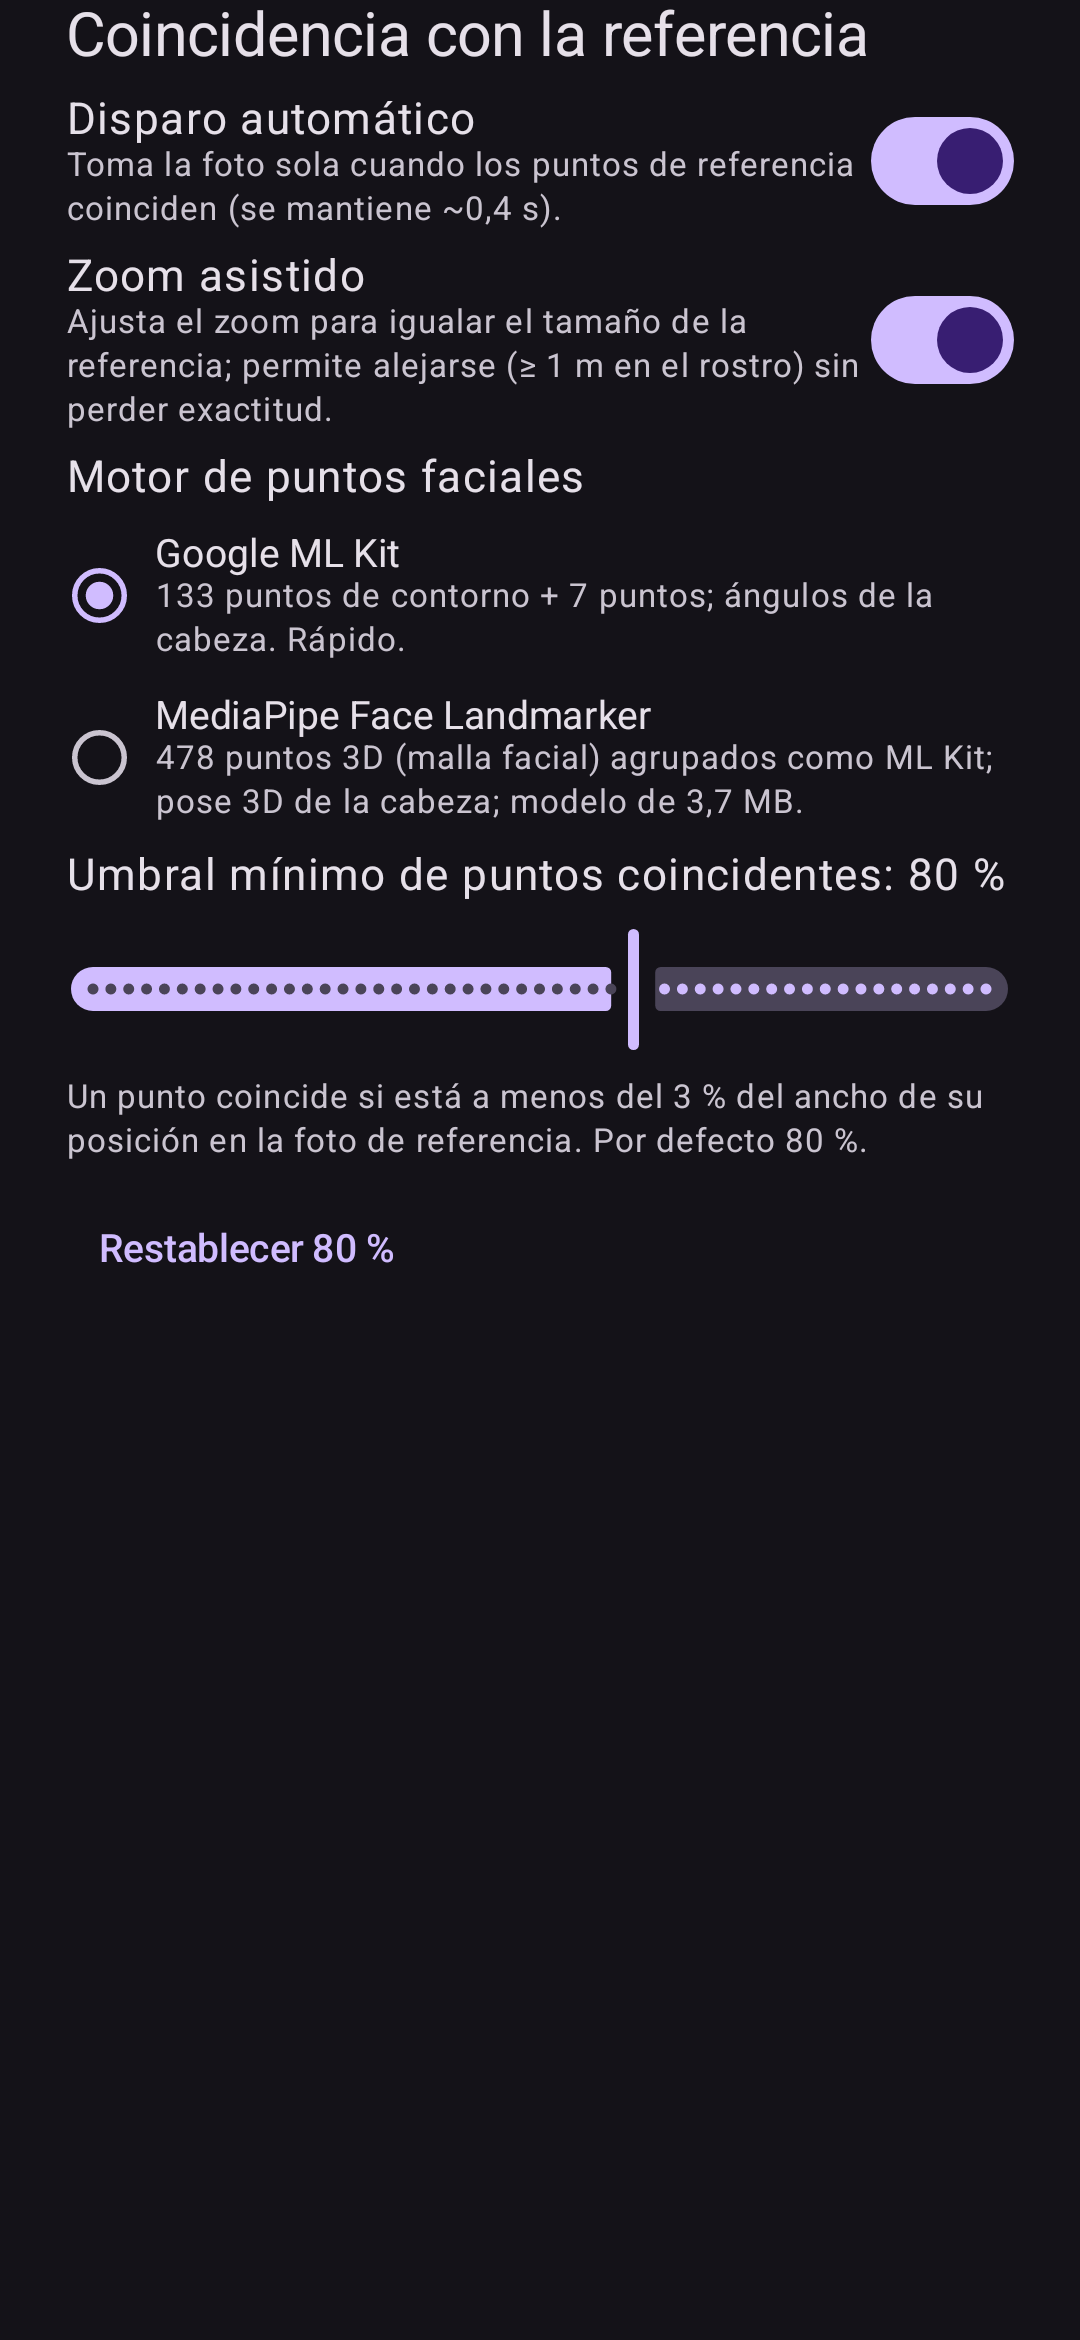 Coincidencia con la referencia
Disparo automático
Toma la foto sola cuando los puntos de referencia
coinciden (se mantiene ~0,4 s).
Zoom asistido
Ajusta el zoom para igualar el tamaño de la
referencia; permite alejarse (≥ 1 m en el rostro) sin
perder exactitud.
Motor de puntos faciales
Google ML Kit
133 puntos de contorno + 7 puntos; ángulos de la
cabeza. Rápido.
MediaPipe Face Landmarker
478 puntos 3D (malla facial) agrupados como ML Kit;
pose 3D de la cabeza; modelo de 3,7 MB.
Umbral mínimo de puntos coincidentes: 80 %
Un punto coincide si está a menos del 3 % del ancho de su
posición en la foto de referencia. Por defecto 80 %.
Restablecer 80 %